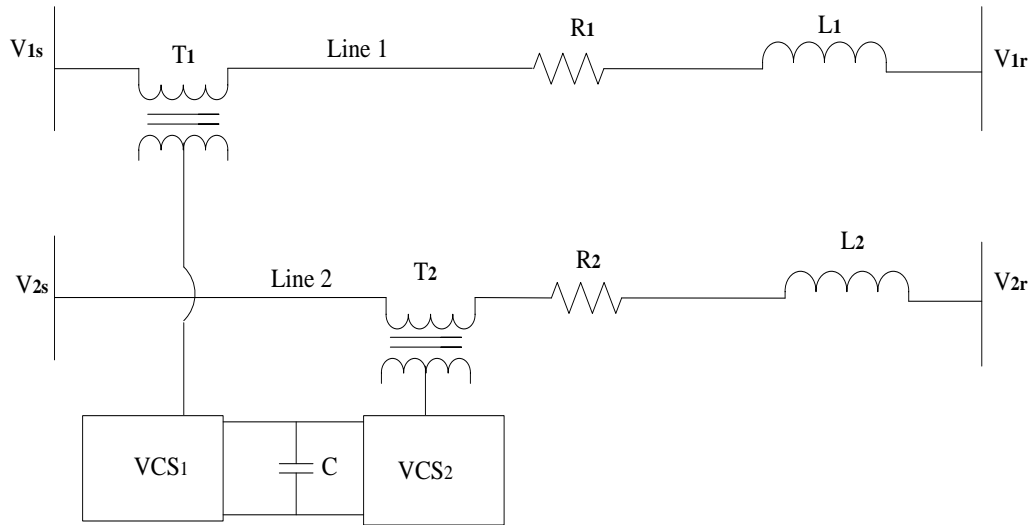 V1s
T1
Line 1
R1
L1
V1r
V2s
Line 2
T2
R2
L2
V2r
VCS1
C
VCS2